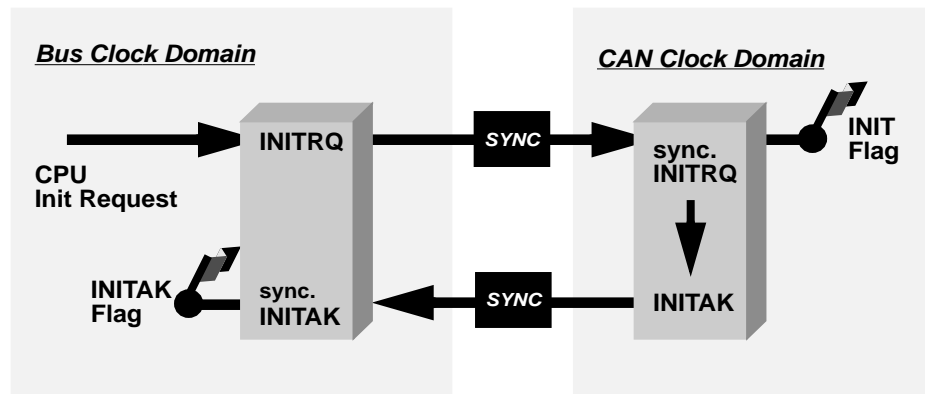 Bus Clock Domain
CAN Clock Domain
CPU
Init Request
INITRQ
SYNC
sync.
INITRQ
INIT
Flag
INITAK
Flag
sync.
INITAK
SYNC
INITAK